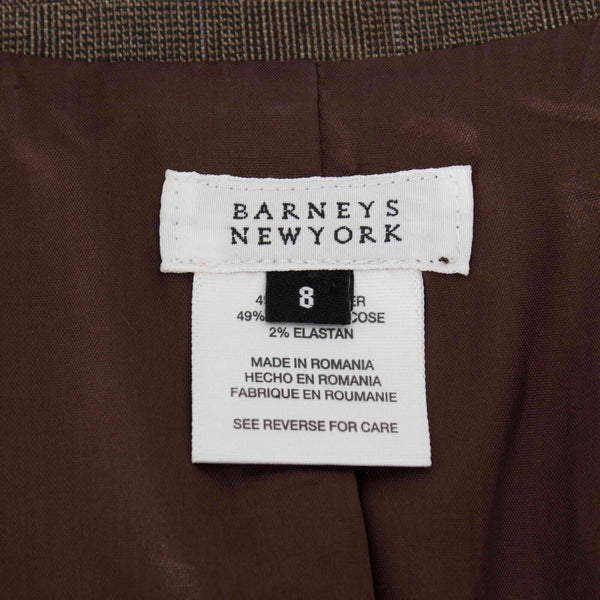 BARNEYS
NEWYORK
8
49%
2% ELASTAN
MADE IN ROMANIA
HECHO EN ROMANIA
FABRIQUE EN ROUMANIE
SEE REVERSE FOR CARE